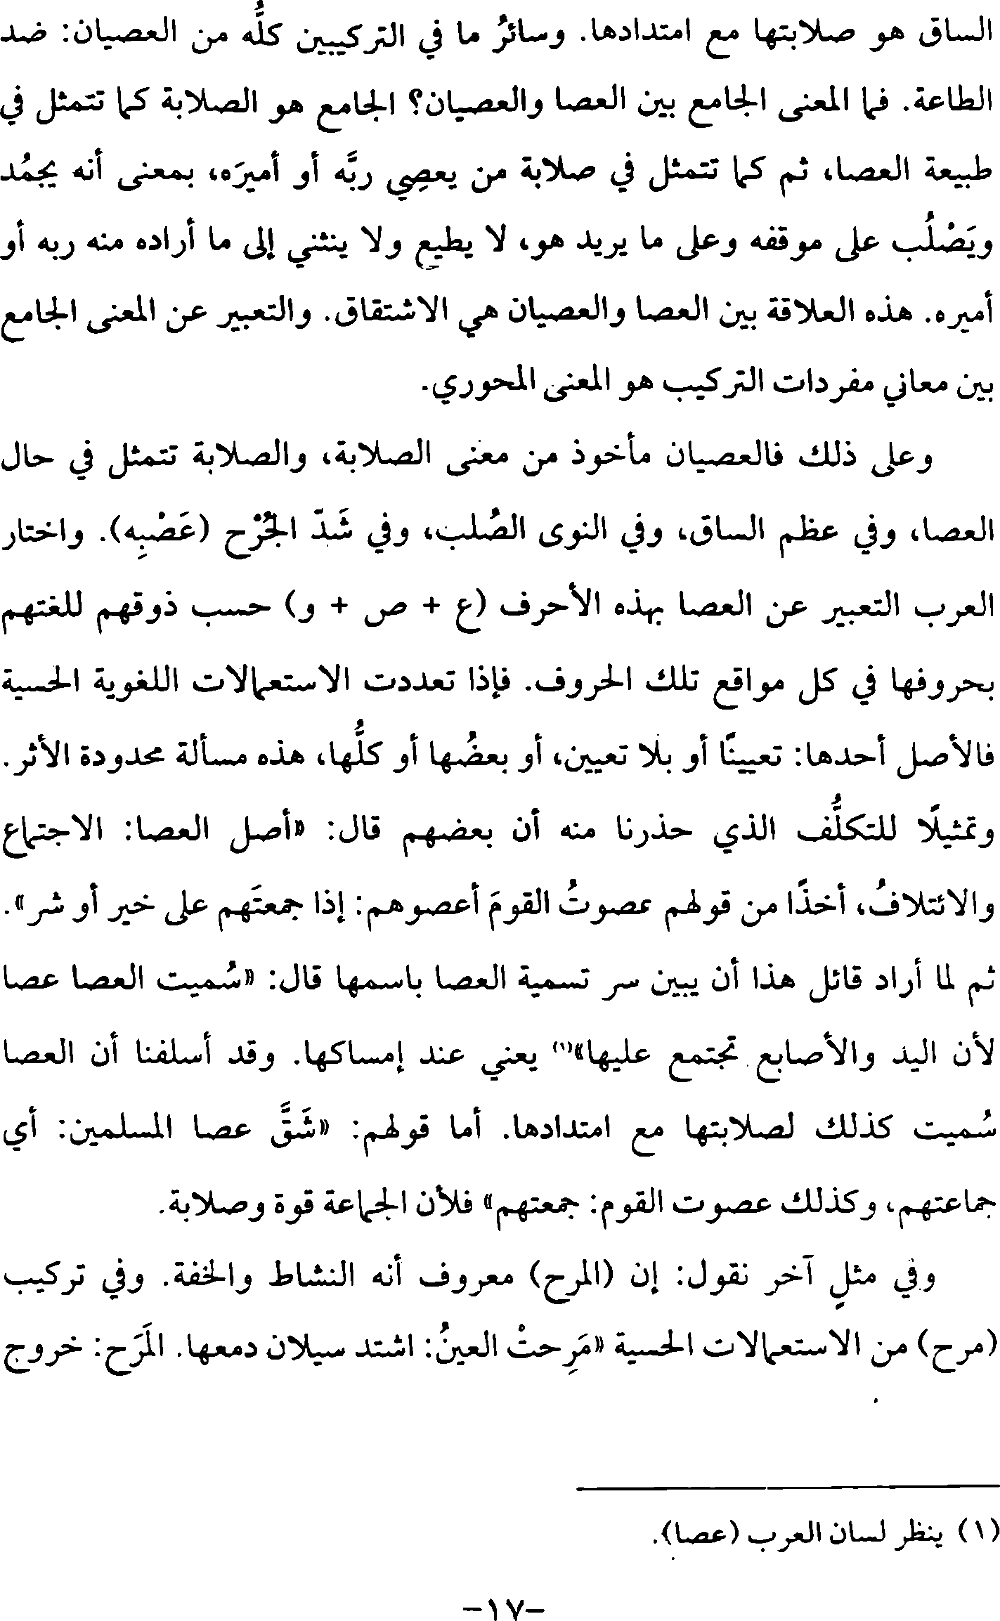 الساق هو صلابتها مع امتدادها. وسائرُ ما في التركيبين كلُّه من العصيان: ضد
الطاعة. فما المعنى الجامع بين العصا والعصيان؟ الجامع هو الصلابة كما تتمثل في
طبيعة العصا، ثم كما تتمثل في صلابة من يعصِي ربَّه أو أميرَه، بمعنى أنه يجمُد
ويَصْلُب على موقفه وعلى ما يريد هو، لا يطيع ولا ينثني إلى ما أراده منه ربه أو
أميره. هذه العلاقة بين العصا والعصيان هي الاشتقاق. والتعبير عن المعنى الجامع
بين معاني مفردات التركيب هو المعنى المحوري.
وعلى ذلك فالعصيان مأخوذ من معنى الصلابة، والصلابة تتمثل في حال
العصا، وفي عظم الساق، وفي النوى الصُلب، وفي شَدّ الجُرْح (عَصْبِه). واختار
العرب التعبير عن العصا بهذه الأحرف (ع + ص + و) حسب ذوقهم للغتهم
بحروفها في كل مواقع تلك الحروف. فإذا تعددت الاستعمالات اللغوية الحسية
فالأصل أحدها: تعيينًا أو بلا تعيين، أو بعضُها أو كلُّها، هذه مسألة محدودة الأثر.
وتمثيلًا للتكلُّف الذي حذرنا منه أن بعضهم قال: «أصل العصا: الاجتماع
والائتلافُ، أخذًا من قولهم عصوتُ القومَ أعصوهم: إذا جمعتَهم على خير أو شر».
ثم لما أراد قائل هذا أن يبين سر تسمية العصا باسمها قال: «سُميت العصا عصا
لأن اليد والأصابع تجتمع عليها»(١) يعني عند إمساكها. وقد أسلفنا أن العصا
سُميت كذلك لصلابتها مع امتدادها. أما قولهم: «شَقَّ عصا المسلمين: أي
جماعتهم، وكذلك عصوت القوم: جمعتهم» فلأن الجماعة قوة وصلابة.
وفي مثلٍ آخر نقول: إن (المرح) معروف أنه النشاط والخفة. وفي تركيب
(مرح) من الاستعمالات الحسية «مَرِحتْ العينُ: اشتد سيلان دمعها. المَرَح: خروج
(١) ينظر لسان العرب (عصا).
-١٧-